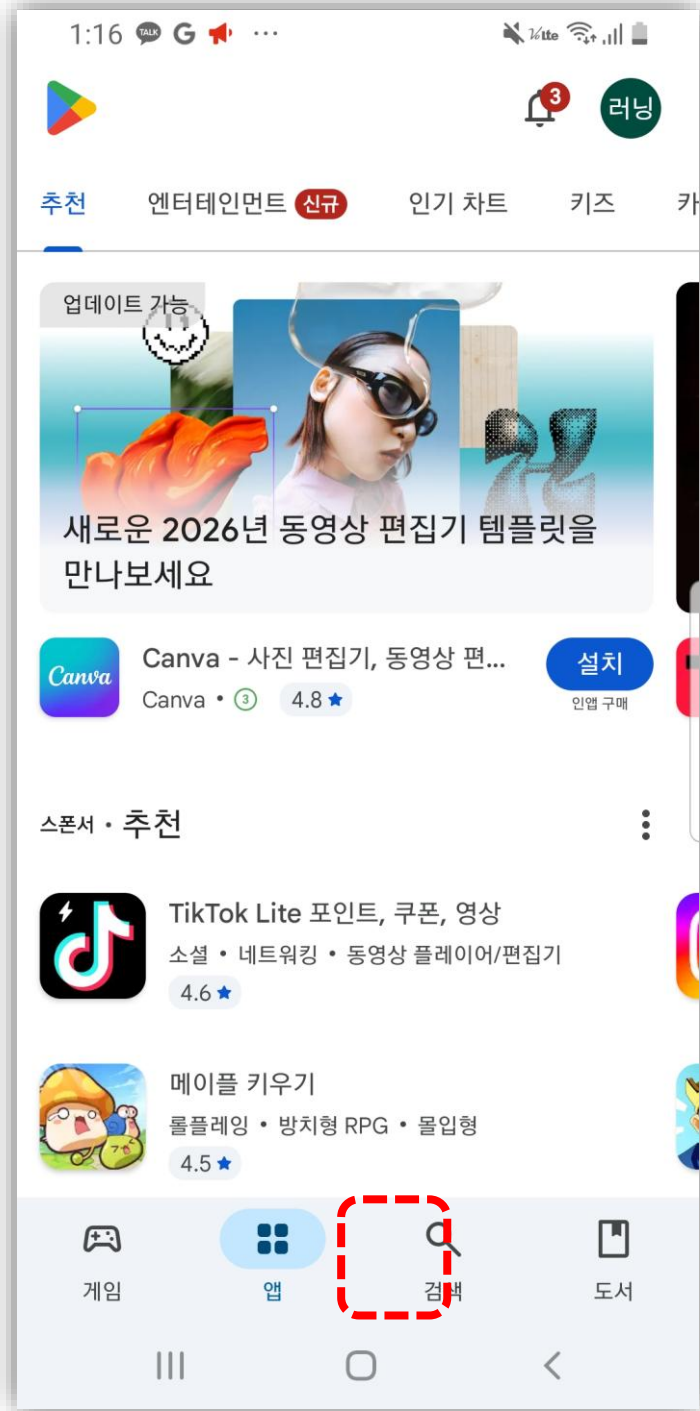 1:16 TALK G ...
3
러닝
추천 엔터테인먼트 신규 인기 차트 키즈 카
업데이트 가능
새로운 2026년 동영상 편집기 템플릿을
만나보세요
Canva
Canva - 사진 편집기, 동영상 편...
설치
Canva • ③ 4.8 ★
인앱 구매
스폰서 • 추천
TikTok Lite 포인트, 쿠폰, 영상
소셜 • 네트워킹 • 동영상 플레이어/편집기
4.6 ★
메이플 키우기
롤플레잉 • 방치형 RPG • 몰입형
4.5 ★
게임 앱 검색 도서